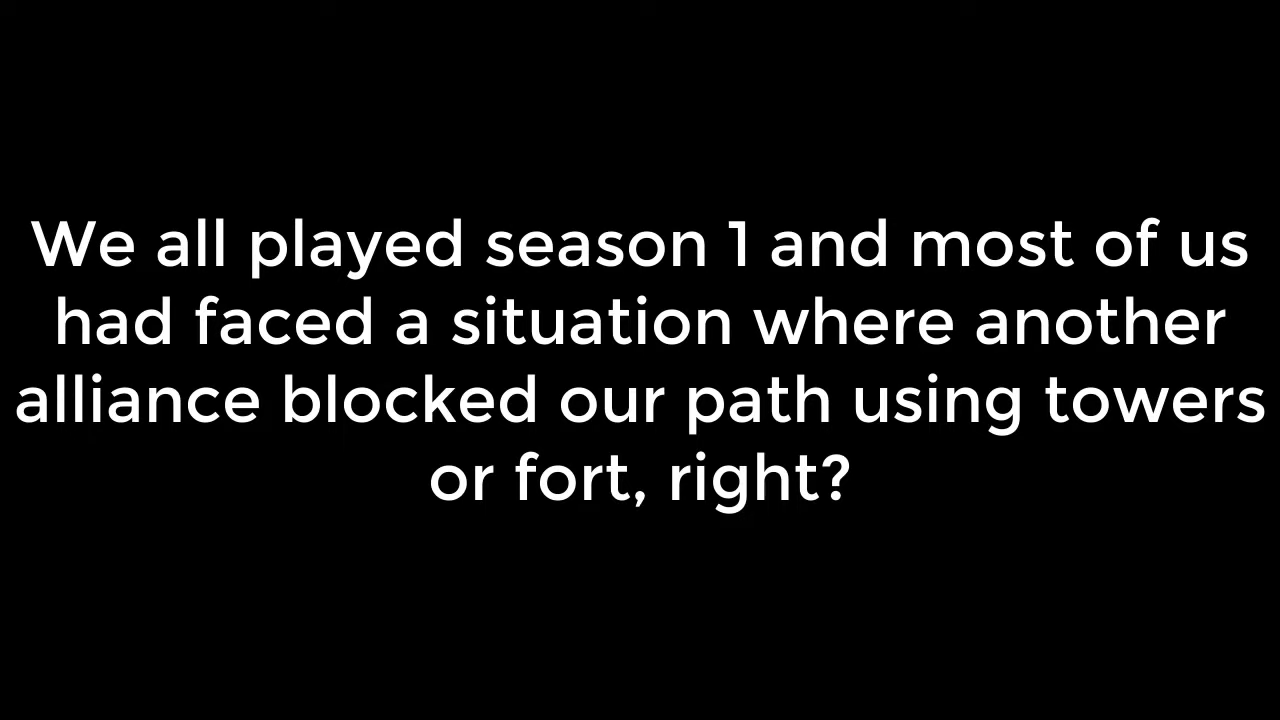 We all played season 1 and most of us
had faced a situation where another
alliance blocked our path using towers
or fort, right?